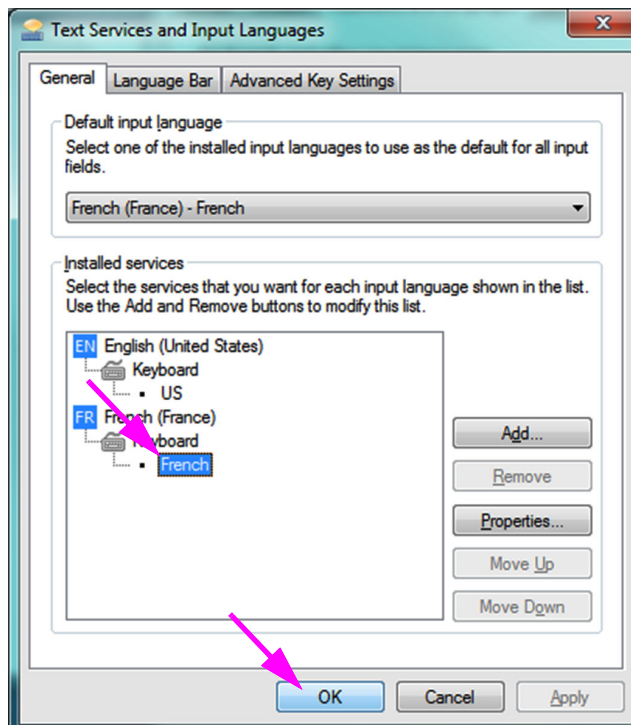 Text Services and Input Languages
General Language Bar Advanced Key Settings
Default input language
Select one of the installed input languages to use as the default for all input
fields.
French (France) - French
Installed services
Select the services that you want for each input language shown in the list.
Use the Add and Remove buttons to modify this list.
EN English (United States)
Keyboard
US
FR French (France)
Keyboard
French
Add...
Remove
Properties...
Move Up
Move Down
OK Cancel Apply